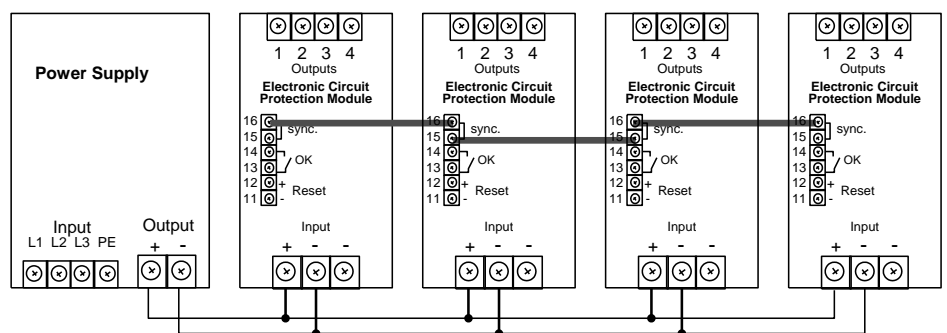 Power Supply
Input
L1 L2 L3 PE
Output
+ -
1 2 3 4
Outputs
Electronic Circuit
Protection Module
16
15
sync.
14
13
OK
12
+
Reset
11
-
Input
+ - -
1 2 3 4
Outputs
Electronic Circuit
Protection Module
16
15
sync.
14
13
OK
12
+
Reset
11
-
Input
+ - -
1 2 3 4
Outputs
Electronic Circuit
Protection Module
16
15
sync.
14
13
OK
12
+
Reset
11
-
Input
+ - -
1 2 3 4
Outputs
Electronic Circuit
Protection Module
16
15
sync.
14
13
OK
12
+
Reset
11
-
Input
+ - -